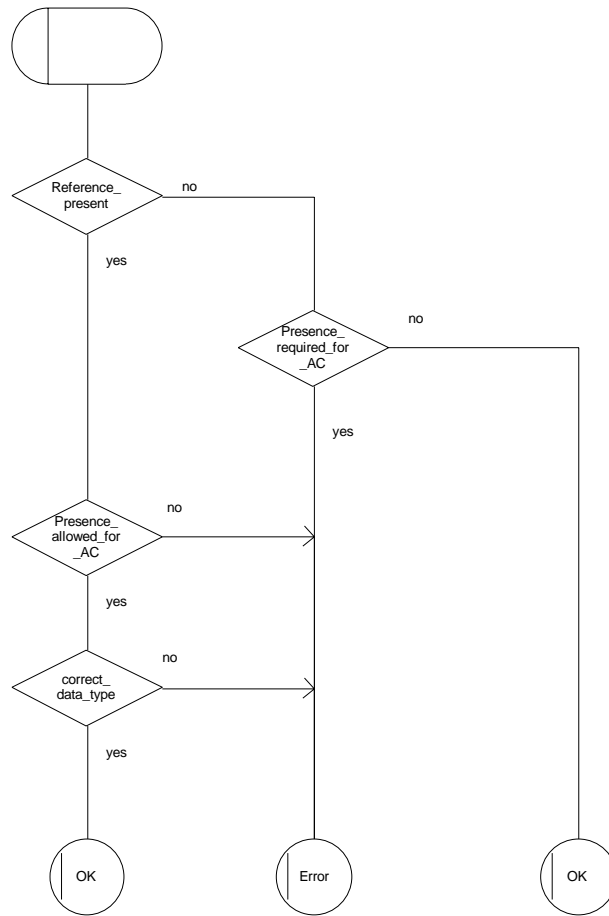 Reference_
present
no
yes
Presence_
required_for
_AC
no
yes
Presence_
allowed_for
_AC
no
yes
correct_
data_type
no
yes
OK
Error
OK